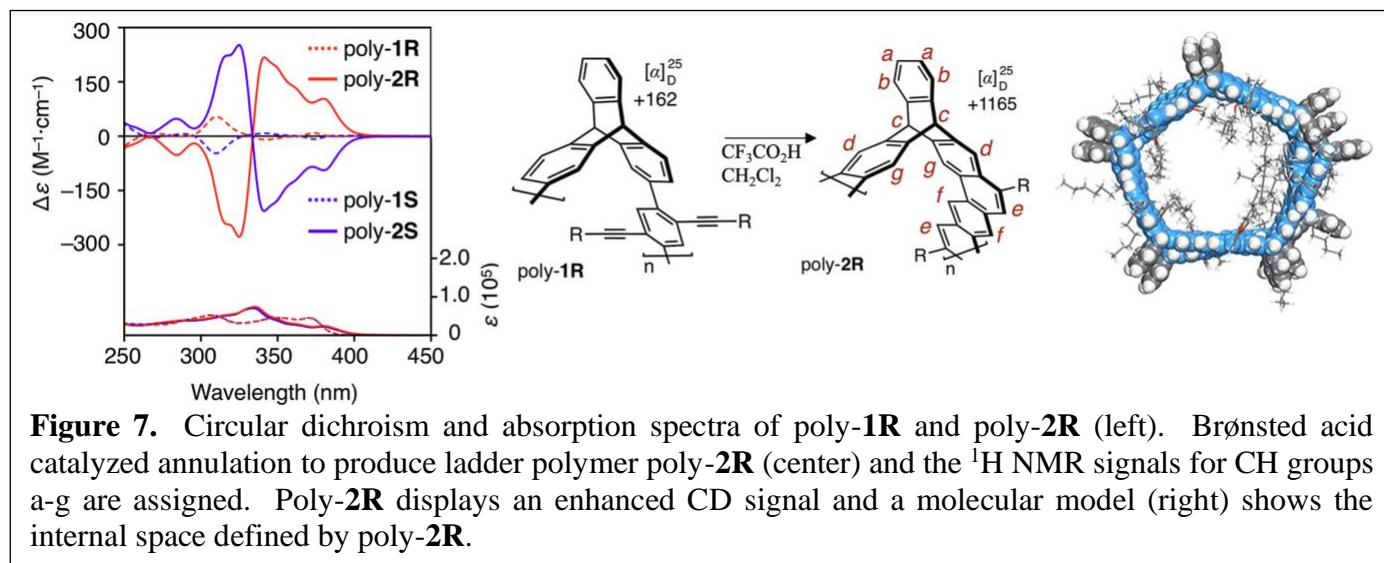 300
150
0
−150
−300
Δε (M⁻¹·cm⁻¹)
poly-1R
poly-2R
poly-1S
poly-2S
2.0
1.0
0
ε (10⁵)
250 300 350 400 450
Wavelength (nm)
[α]D25
+162
R
R
n
poly-1R
CF₃CO₂H
CH₂Cl₂
[α]D25
+1165
a a
b b
c c
d d
g g
R
f
e e
f
R
n
poly-2R
Figure 7. Circular dichroism and absorption spectra of poly-1R and poly-2R (left). Brønsted acid
catalyzed annulation to produce ladder polymer poly-2R (center) and the ¹H NMR signals for CH groups
a-g are assigned. Poly-2R displays an enhanced CD signal and a molecular model (right) shows the
internal space defined by poly-2R.